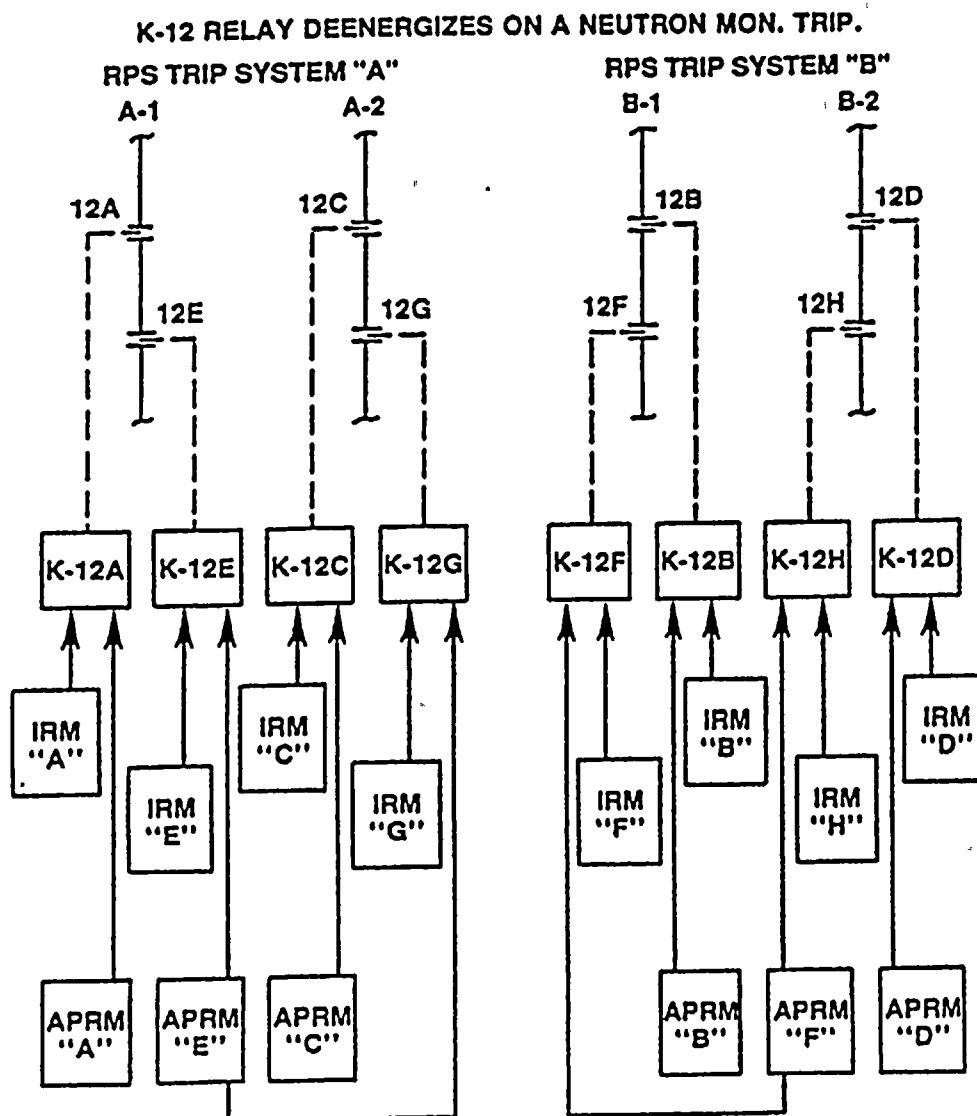 K-12 RELAY DEENERGIZES ON A NEUTRON MON. TRIP.
RPS TRIP SYSTEM "A"
RPS TRIP SYSTEM "B"
A-1
A-2
B-1
B-2
12A
12C
12B
12D
12E
12G
12F
12H
K-12A
K-12E
K-12C
K-12G
K-12F
K-12B
K-12H
K-12D
IRM
"A"
IRM
"E"
IRM
"C"
IRM
"G"
IRM
"F"
IRM
"B"
IRM
"H"
IRM
"D"
APRM
"A"
APRM
"E"
APRM
"C"
APRM
"B"
APRM
"F"
APRM
"D"